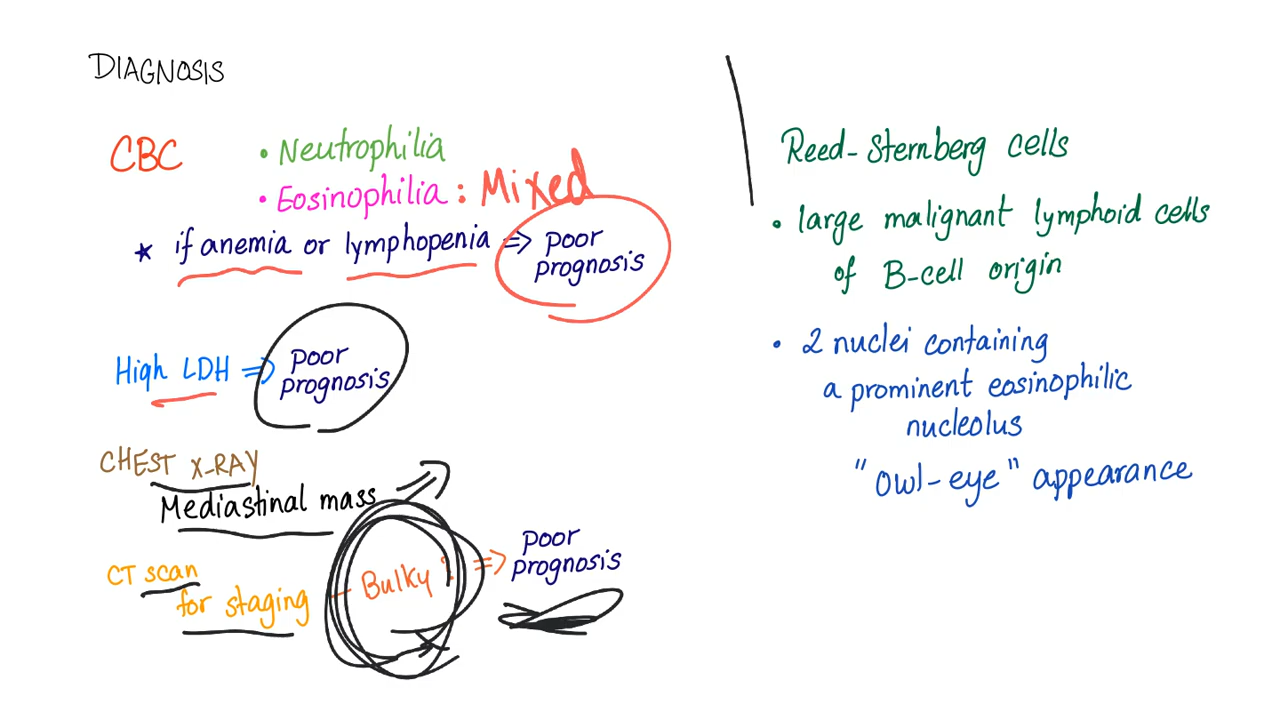 DIAGNOSIS
CBC
• Neutrophilia
• Eosinophilia : Mixed
★ if anemia or lymphopenia => poor
prognosis
High LDH => poor
prognosis
CHEST X-RAY
Mediastinal mass
CT scan
for staging - Bulky => poor
prognosis
Reed-Sternberg cells
• large malignant lymphoid cells
of B-cell origin
• 2 nuclei containing
a prominent eosinophilic
nucleolus
"owl-eye" appearance